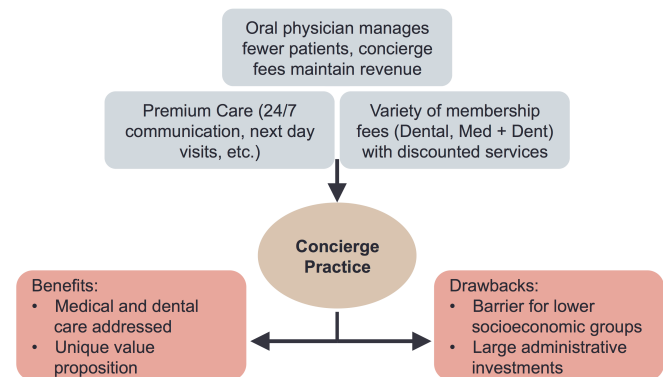 Oral physician manages
fewer patients, concierge
fees maintain revenue
Premium Care (24/7
communication, next day
visits, etc.)
Variety of membership
fees (Dental, Med + Dent)
with discounted services
Concierge
Practice
Benefits:
• Medical and dental
care addressed
• Unique value
proposition
Drawbacks:
• Barrier for lower
socioeconomic groups
• Large administrative
investments